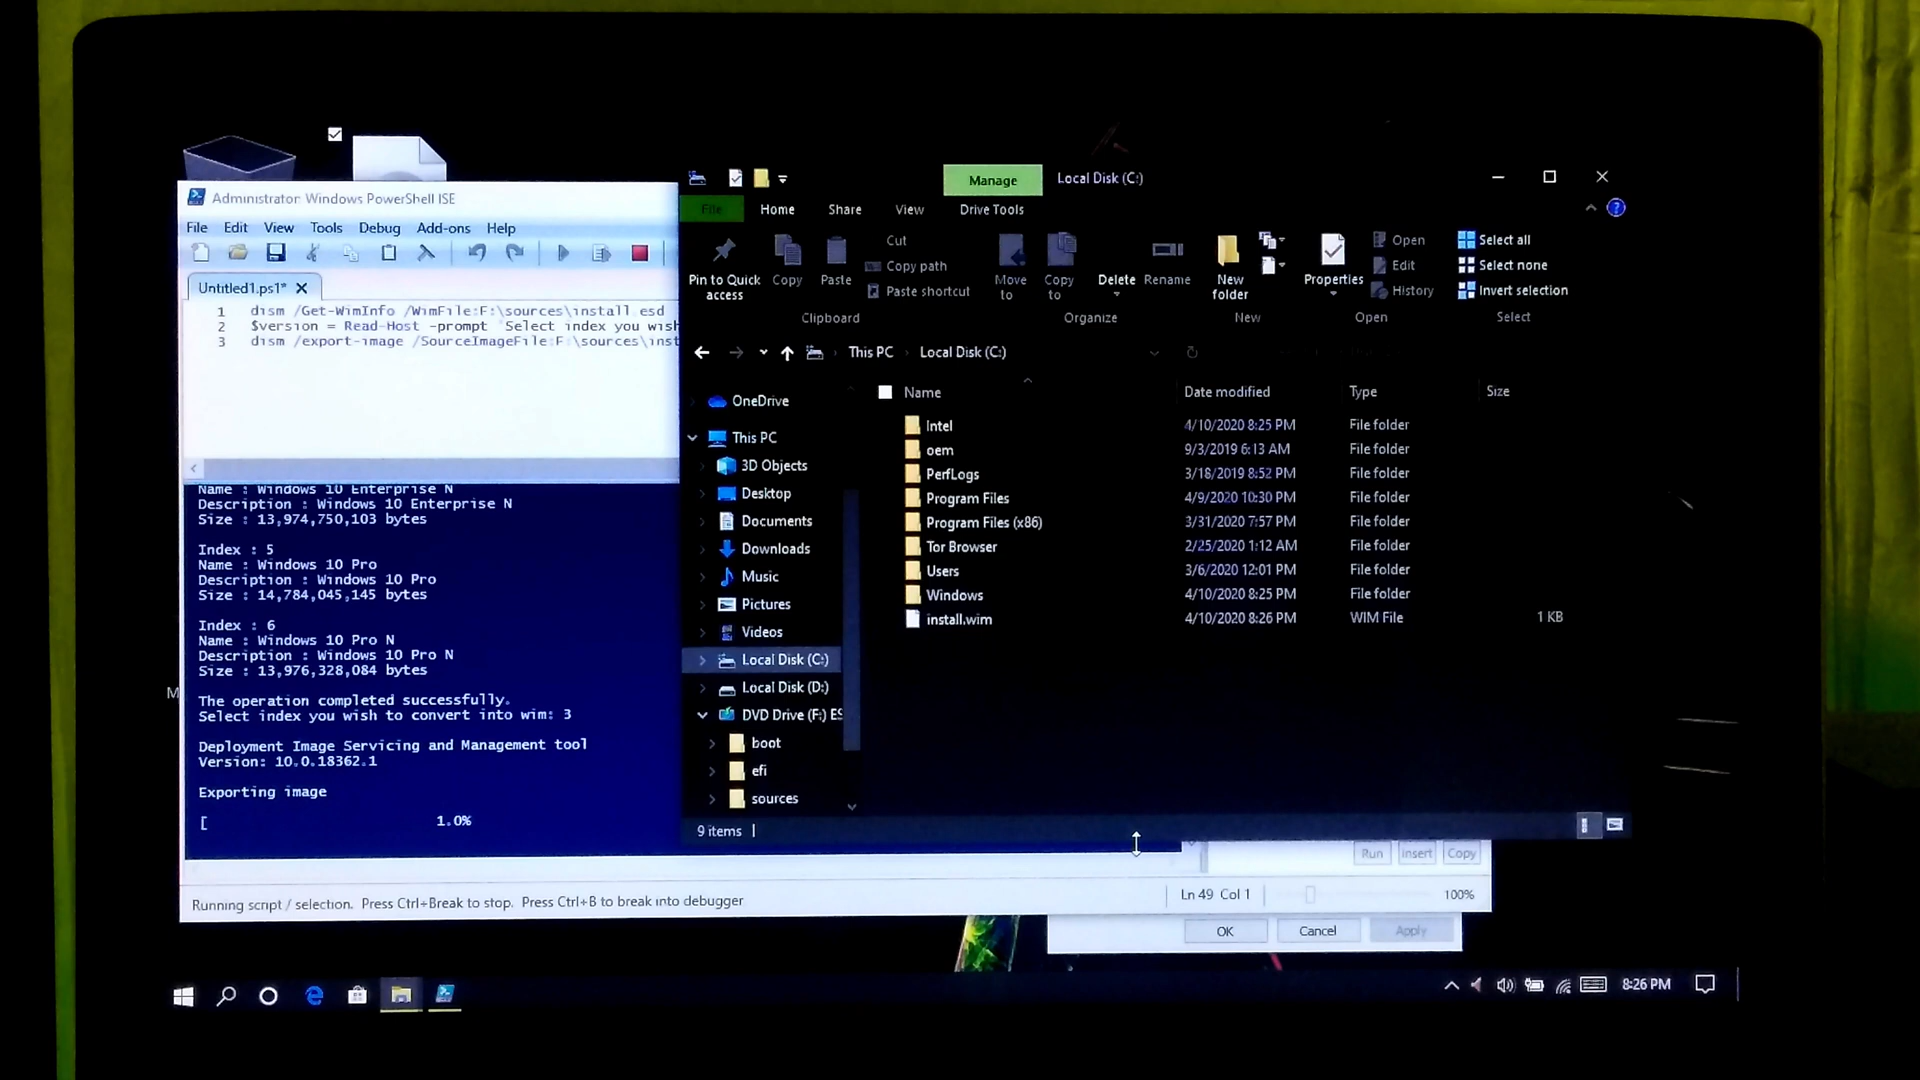 Administrator: Windows PowerShell ISE
File Edit View Tools Debug Add-ons Help
Untitled1.ps1* X
1 dism /Get-WimInfo /WimFile:F:\sources\install.esd
2 $version = Read-Host -prompt "Select index you wish
3 dism /export-image /SourceImageFile:F:\sources\inst
Name : Windows 10 Enterprise N
Description : Windows 10 Enterprise N
Size : 13,974,750,103 bytes
Index : 5
Name : Windows 10 Pro
Description : Windows 10 Pro
Size : 14,784,045,145 bytes
Index : 6
Name : Windows 10 Pro N
Description : Windows 10 Pro N
Size : 13,976,328,084 bytes
The operation completed successfully.
Select index you wish to convert into wim: 3
Deployment Image Servicing and Management tool
Version: 10.0.18362.1
Exporting image
[ 1.0%
Running script / selection. Press Ctrl+Break to stop. Press Ctrl+B to break into debugger
Ln 49 Col 1
100%
Run Insert Copy
OK Cancel Apply
Manage Local Disk (C:)
File Home Share View Drive Tools
Pin to Quick access
Copy
Paste
Cut
Copy path
Paste shortcut
Clipboard
Move to
Copy to
Delete
Rename
Organize
New folder
New
Properties
Open
Edit
History
Open
Select all
Select none
Invert selection
Select
This PC Local Disk (C:)
OneDrive
This PC
3D Objects
Desktop
Documents
Downloads
Music
Pictures
Videos
Local Disk (C:)
Local Disk (D:)
DVD Drive (F:) ES
boot
efi
sources
Name Date modified Type Size
Intel 4/10/2020 8:25 PM File folder
oem 9/3/2019 6:13 AM File folder
PerfLogs 3/18/2019 8:52 PM File folder
Program Files 4/9/2020 10:30 PM File folder
Program Files (x86) 3/31/2020 7:57 PM File folder
Tor Browser 2/25/2020 1:12 AM File folder
Users 3/6/2020 12:01 PM File folder
Windows 4/10/2020 8:25 PM File folder
install.wim 4/10/2020 8:26 PM WIM File 1 KB
9 items
M
8:26 PM